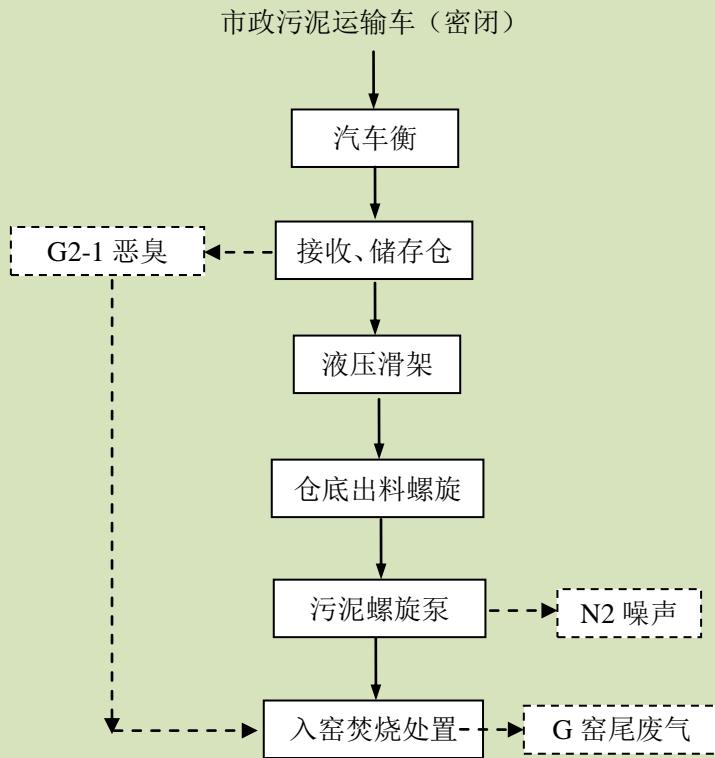 市政污泥运输车（密闭）
汽车衡
G2-1 恶臭
接收、储存仓
液压滑架
仓底出料螺旋
污泥螺旋泵
N2 噪声
入窑焚烧处置
G 窑尾废气